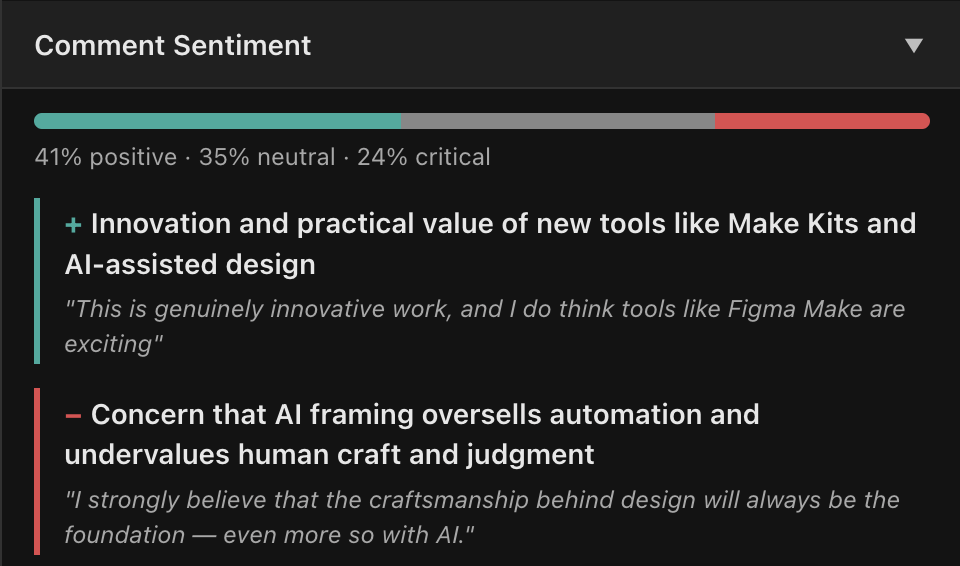 Comment Sentiment
41% positive · 35% neutral · 24% critical
+ Innovation and practical value of new tools like Make Kits and
AI-assisted design
"This is genuinely innovative work, and I do think tools like Figma Make are
exciting"
– Concern that AI framing oversells automation and
undervalues human craft and judgment
"I strongly believe that the craftsmanship behind design will always be the
foundation — even more so with AI."